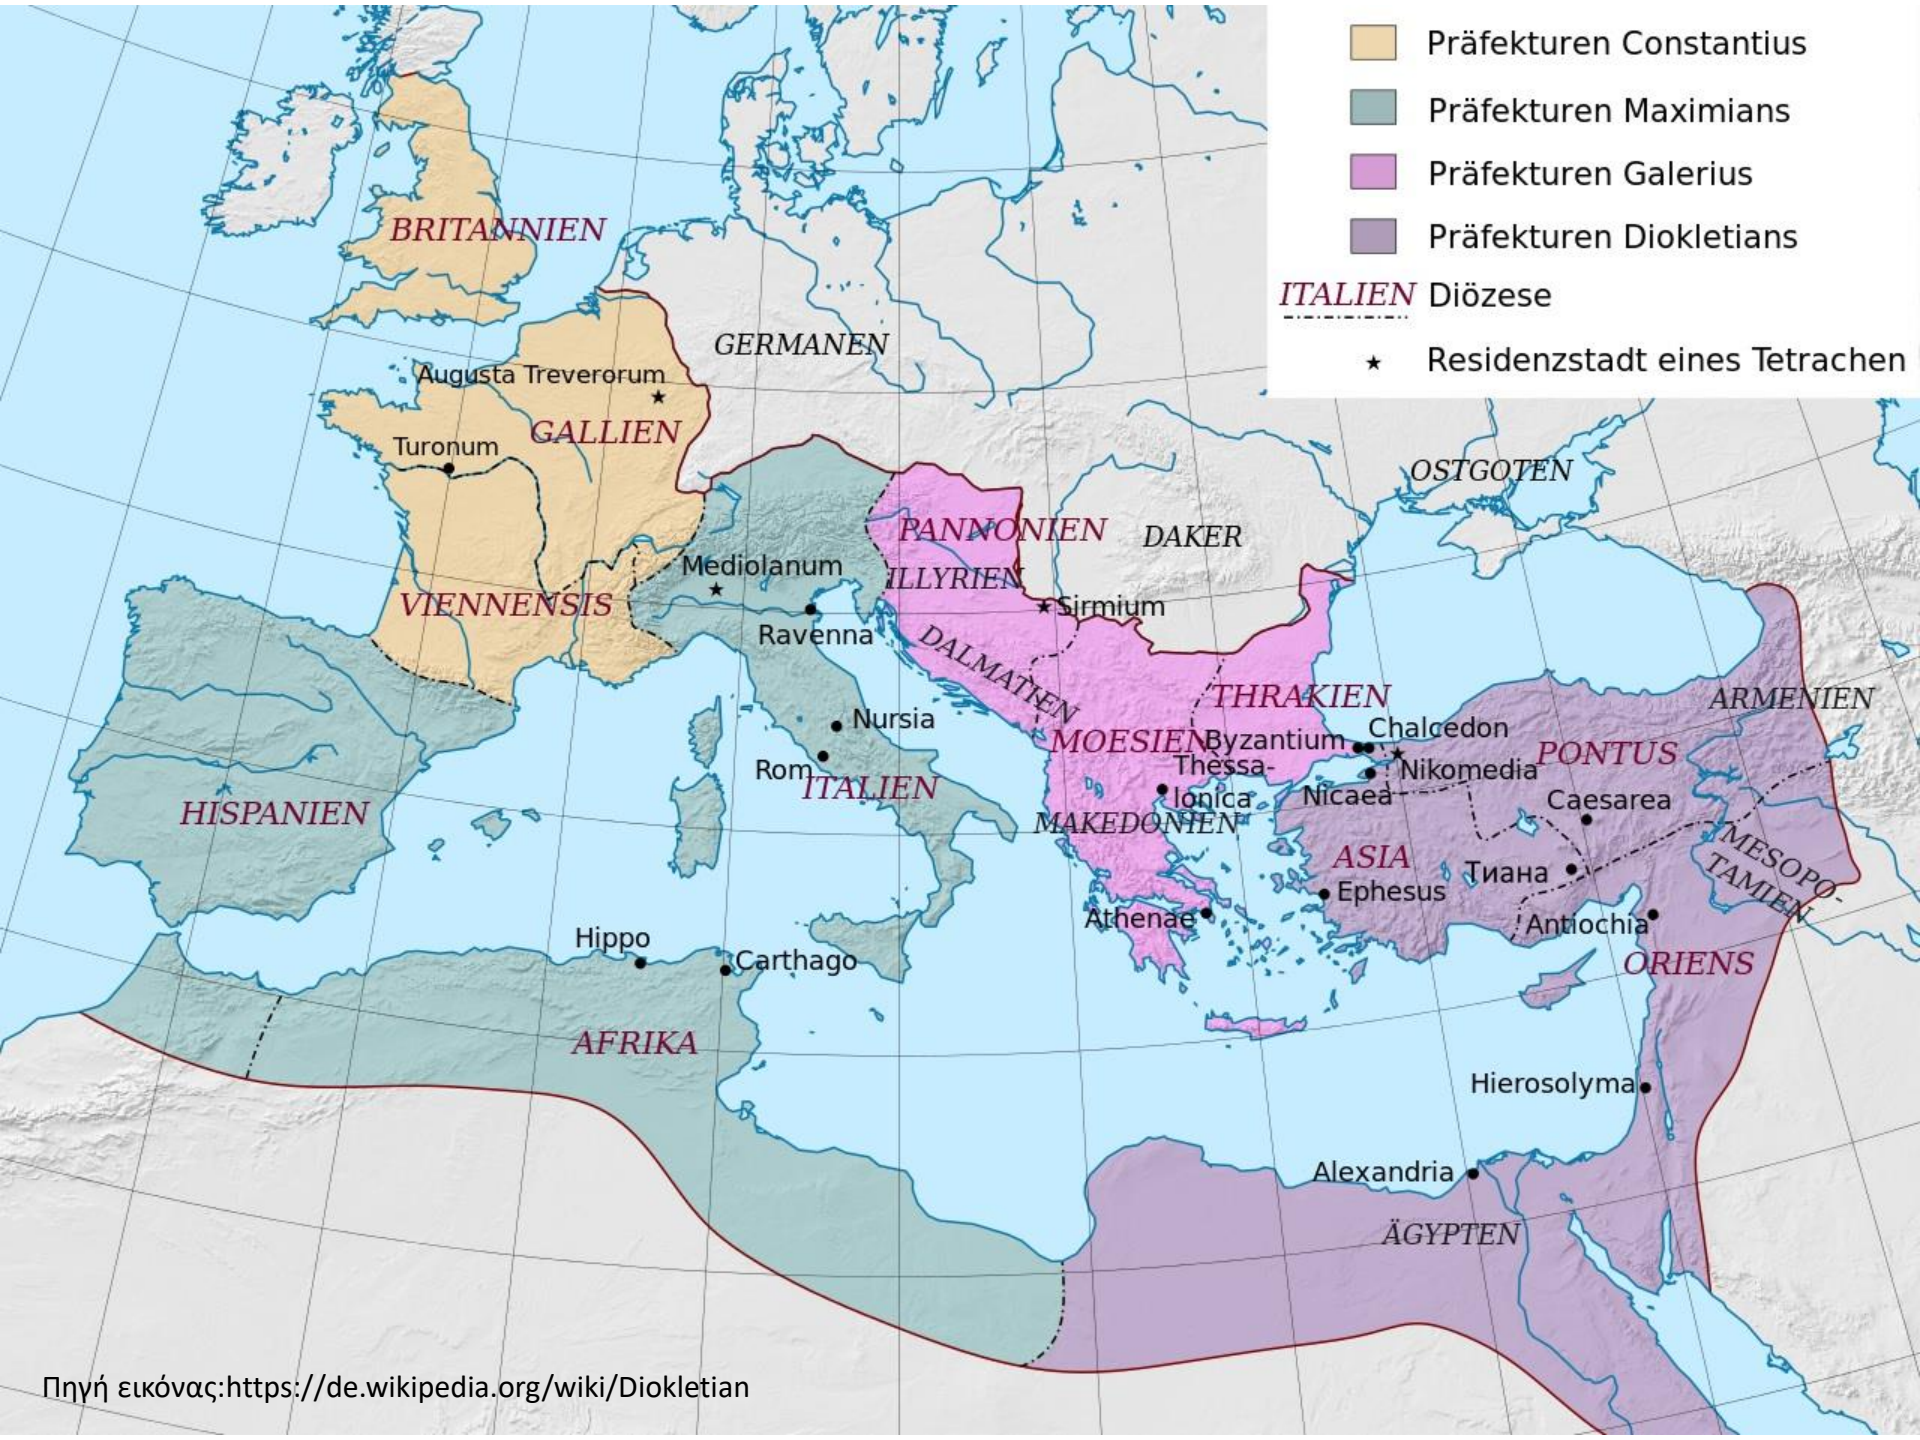 Präfekturen Constantius
Präfekturen Maximians
Präfekturen Galerius
Präfekturen Diokletians
ITALIEN Diözese
Residenzstadt eines Tetrachen
BRITANNIEN
GERMANEN
Augusta Treverorum
GALLIEN
Turonum
OSTGOTEN
PANNONIEN
DAKER
Mediolanum
ILLYRIEN
VIENNENSIS
Sirmium
Ravenna
DALMATIEN
THRAKIEN
ARMENIEN
Nursia
Chalcedon
MOESIEN
Byzantium
PONTUS
Rom
Thessa-
lonica
Nikomedia
ITALIEN
Nicaea
Caesarea
HISPANIEN
MAKEDONIEN
MESOPO-
TAMIEN
ASIA
Tиана
Ephesus
Athenae
Antiochia
Hippo
Carthago
ORIENS
AFRIKA
Hierosolyma
Alexandria
ÄGYPTEN
Πηγή εικόνας:https://de.wikipedia.org/wiki/Diokletian